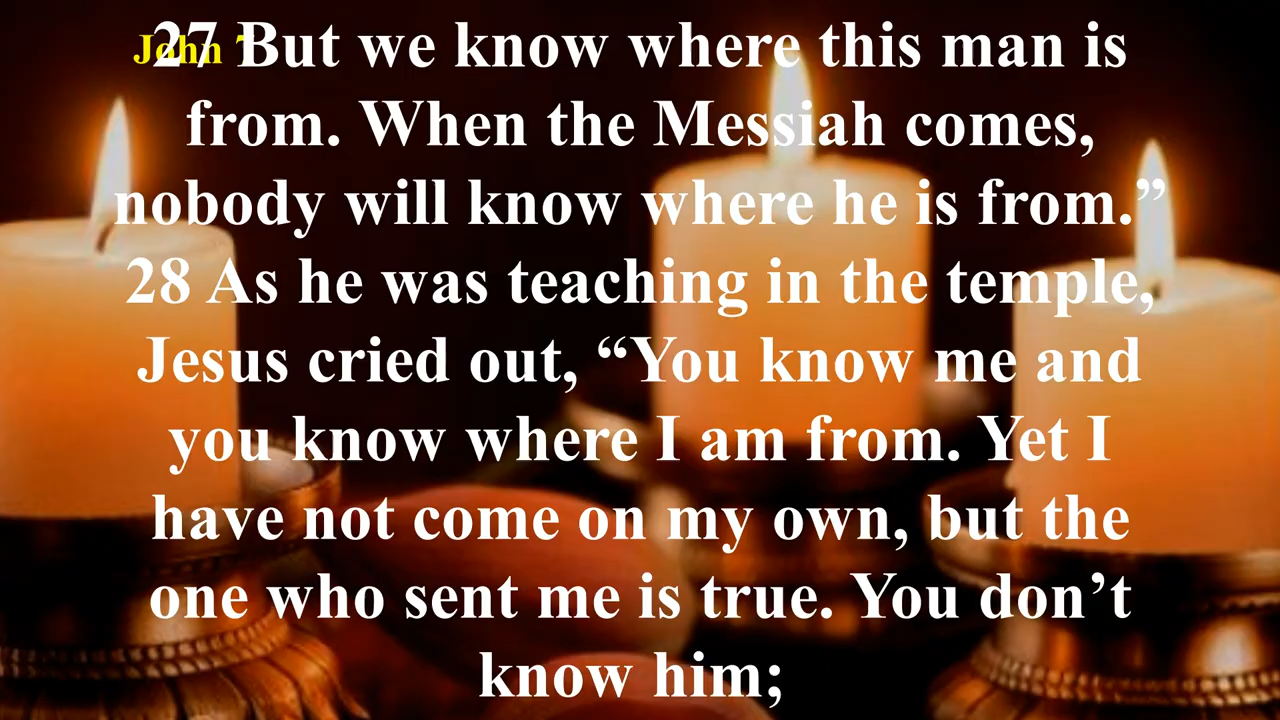 John 7
27 But we know where this man is
from. When the Messiah comes,
nobody will know where he is from.”
28 As he was teaching in the temple,
Jesus cried out, “You know me and
you know where I am from. Yet I
have not come on my own, but the
one who sent me is true. You don’t
know him;